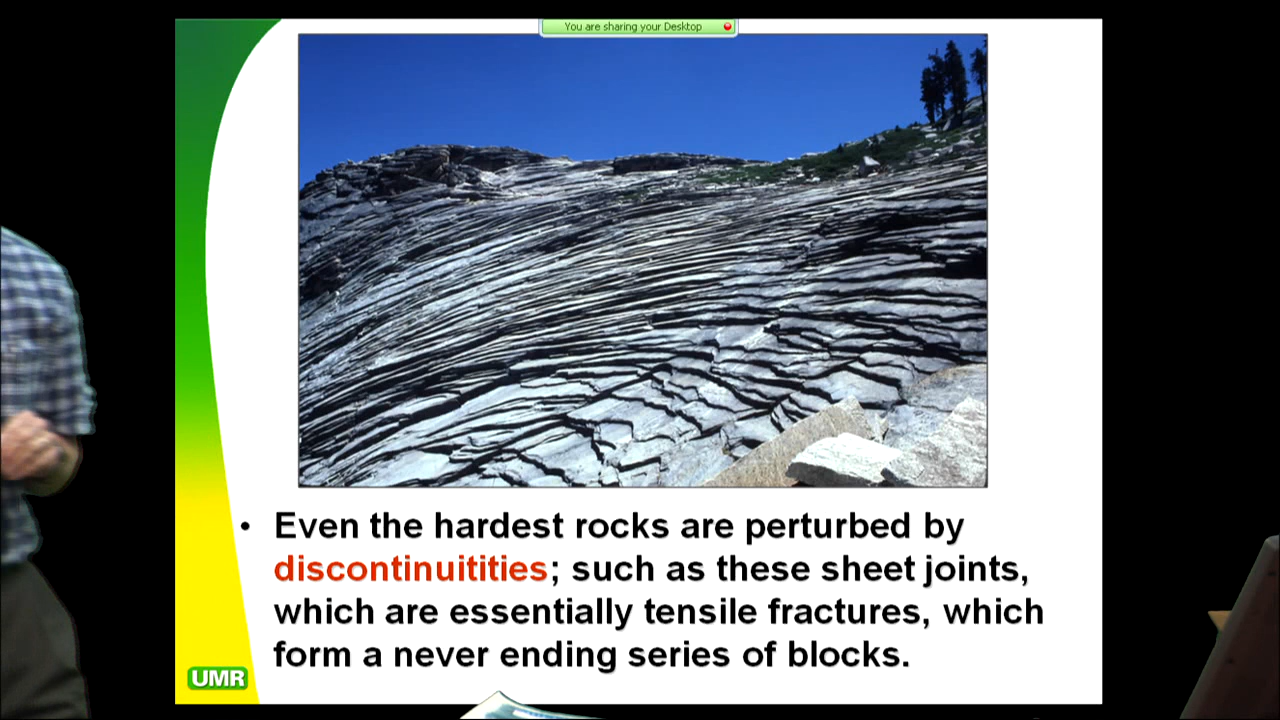 You are sharing your Desktop
• Even the hardest rocks are perturbed by
discontinuitities; such as these sheet joints,
which are essentially tensile fractures, which
form a never ending series of blocks.
UMR